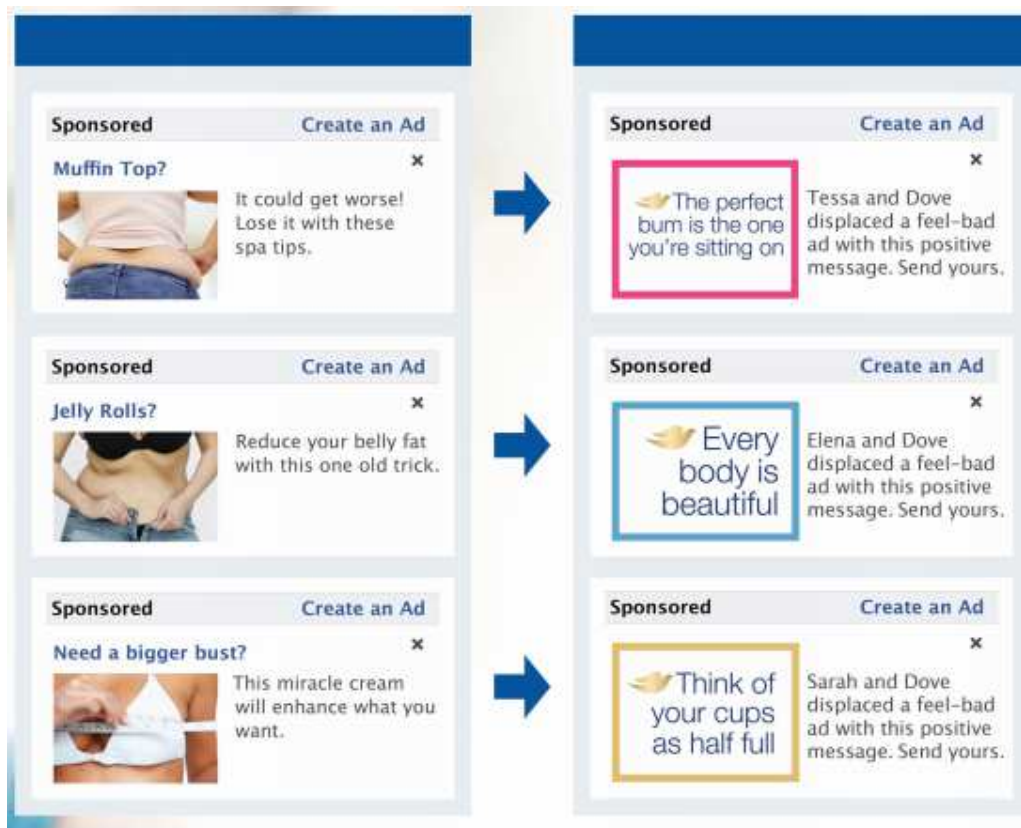 Sponsored Create an Ad
Muffin Top? ×
It could get worse!
Lose it with these
spa tips.
Sponsored Create an Ad
Jelly Rolls? ×
Reduce your belly fat
with this one old trick.
Sponsored Create an Ad
Need a bigger bust? ×
This miracle cream
will enhance what you
want.
Sponsored Create an Ad
×
The perfect
bum is the one
you're sitting on
Tessa and Dove
displaced a feel-bad
ad with this positive
message. Send yours.
Sponsored Create an Ad
×
Every
body is
beautiful
Elena and Dove
displaced a feel-bad
ad with this positive
message. Send yours.
Sponsored Create an Ad
×
Think of
your cups
as half full
Sarah and Dove
displaced a feel-bad
ad with this positive
message. Send yours.